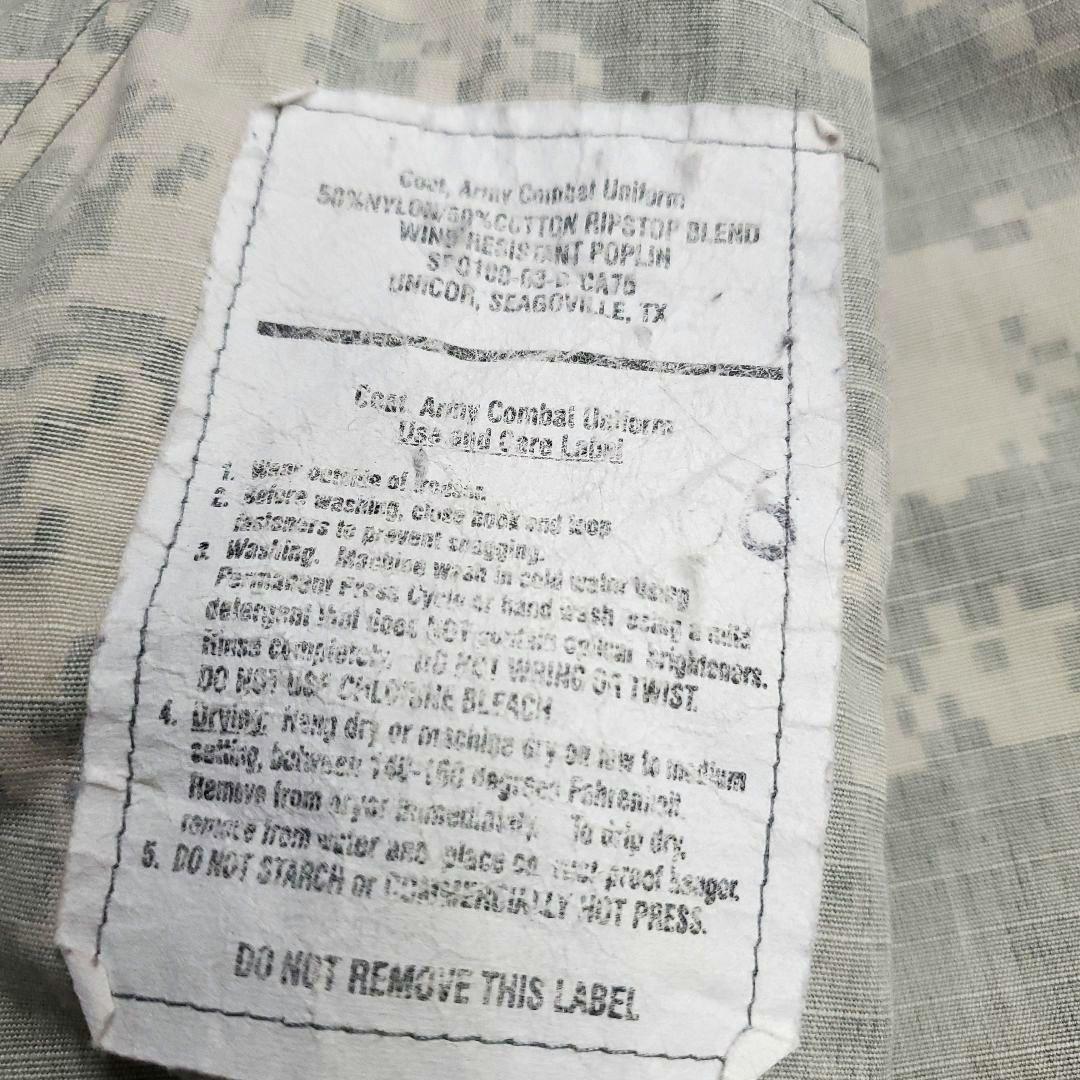 Coat, Army Combat Uniform
50%NYLON/50%COTTON RIPSTOP BLEND
WIND RESISTANT POPLIN
SPO100-03-D-CA76
UNICOR, SEAGOVILLE, TX
Coat, Army Combat Uniform
Use and Care Label
1. Wear outside of trouser.
2. Before washing, close hook and loop
fasteners to prevent snagging.
3. Washing. Machine wash in cold water using
Permanent Press Cycle or hand wash using a mild
detergent that does NOT contain optical brighteners.
Rinse completely. DO NOT WRING OR TWIST.
DO NOT USE CHLORINE BLEACH
4. Drying: Hang dry or machine dry on low to medium
setting, between 140-160 degrees Fahrenheit.
Remove from dryer immediately. To drip dry,
remove from water and place on rust-proof hanger.
5. DO NOT STARCH or COMMERCIALLY HOT PRESS.
DO NOT REMOVE THIS LABEL